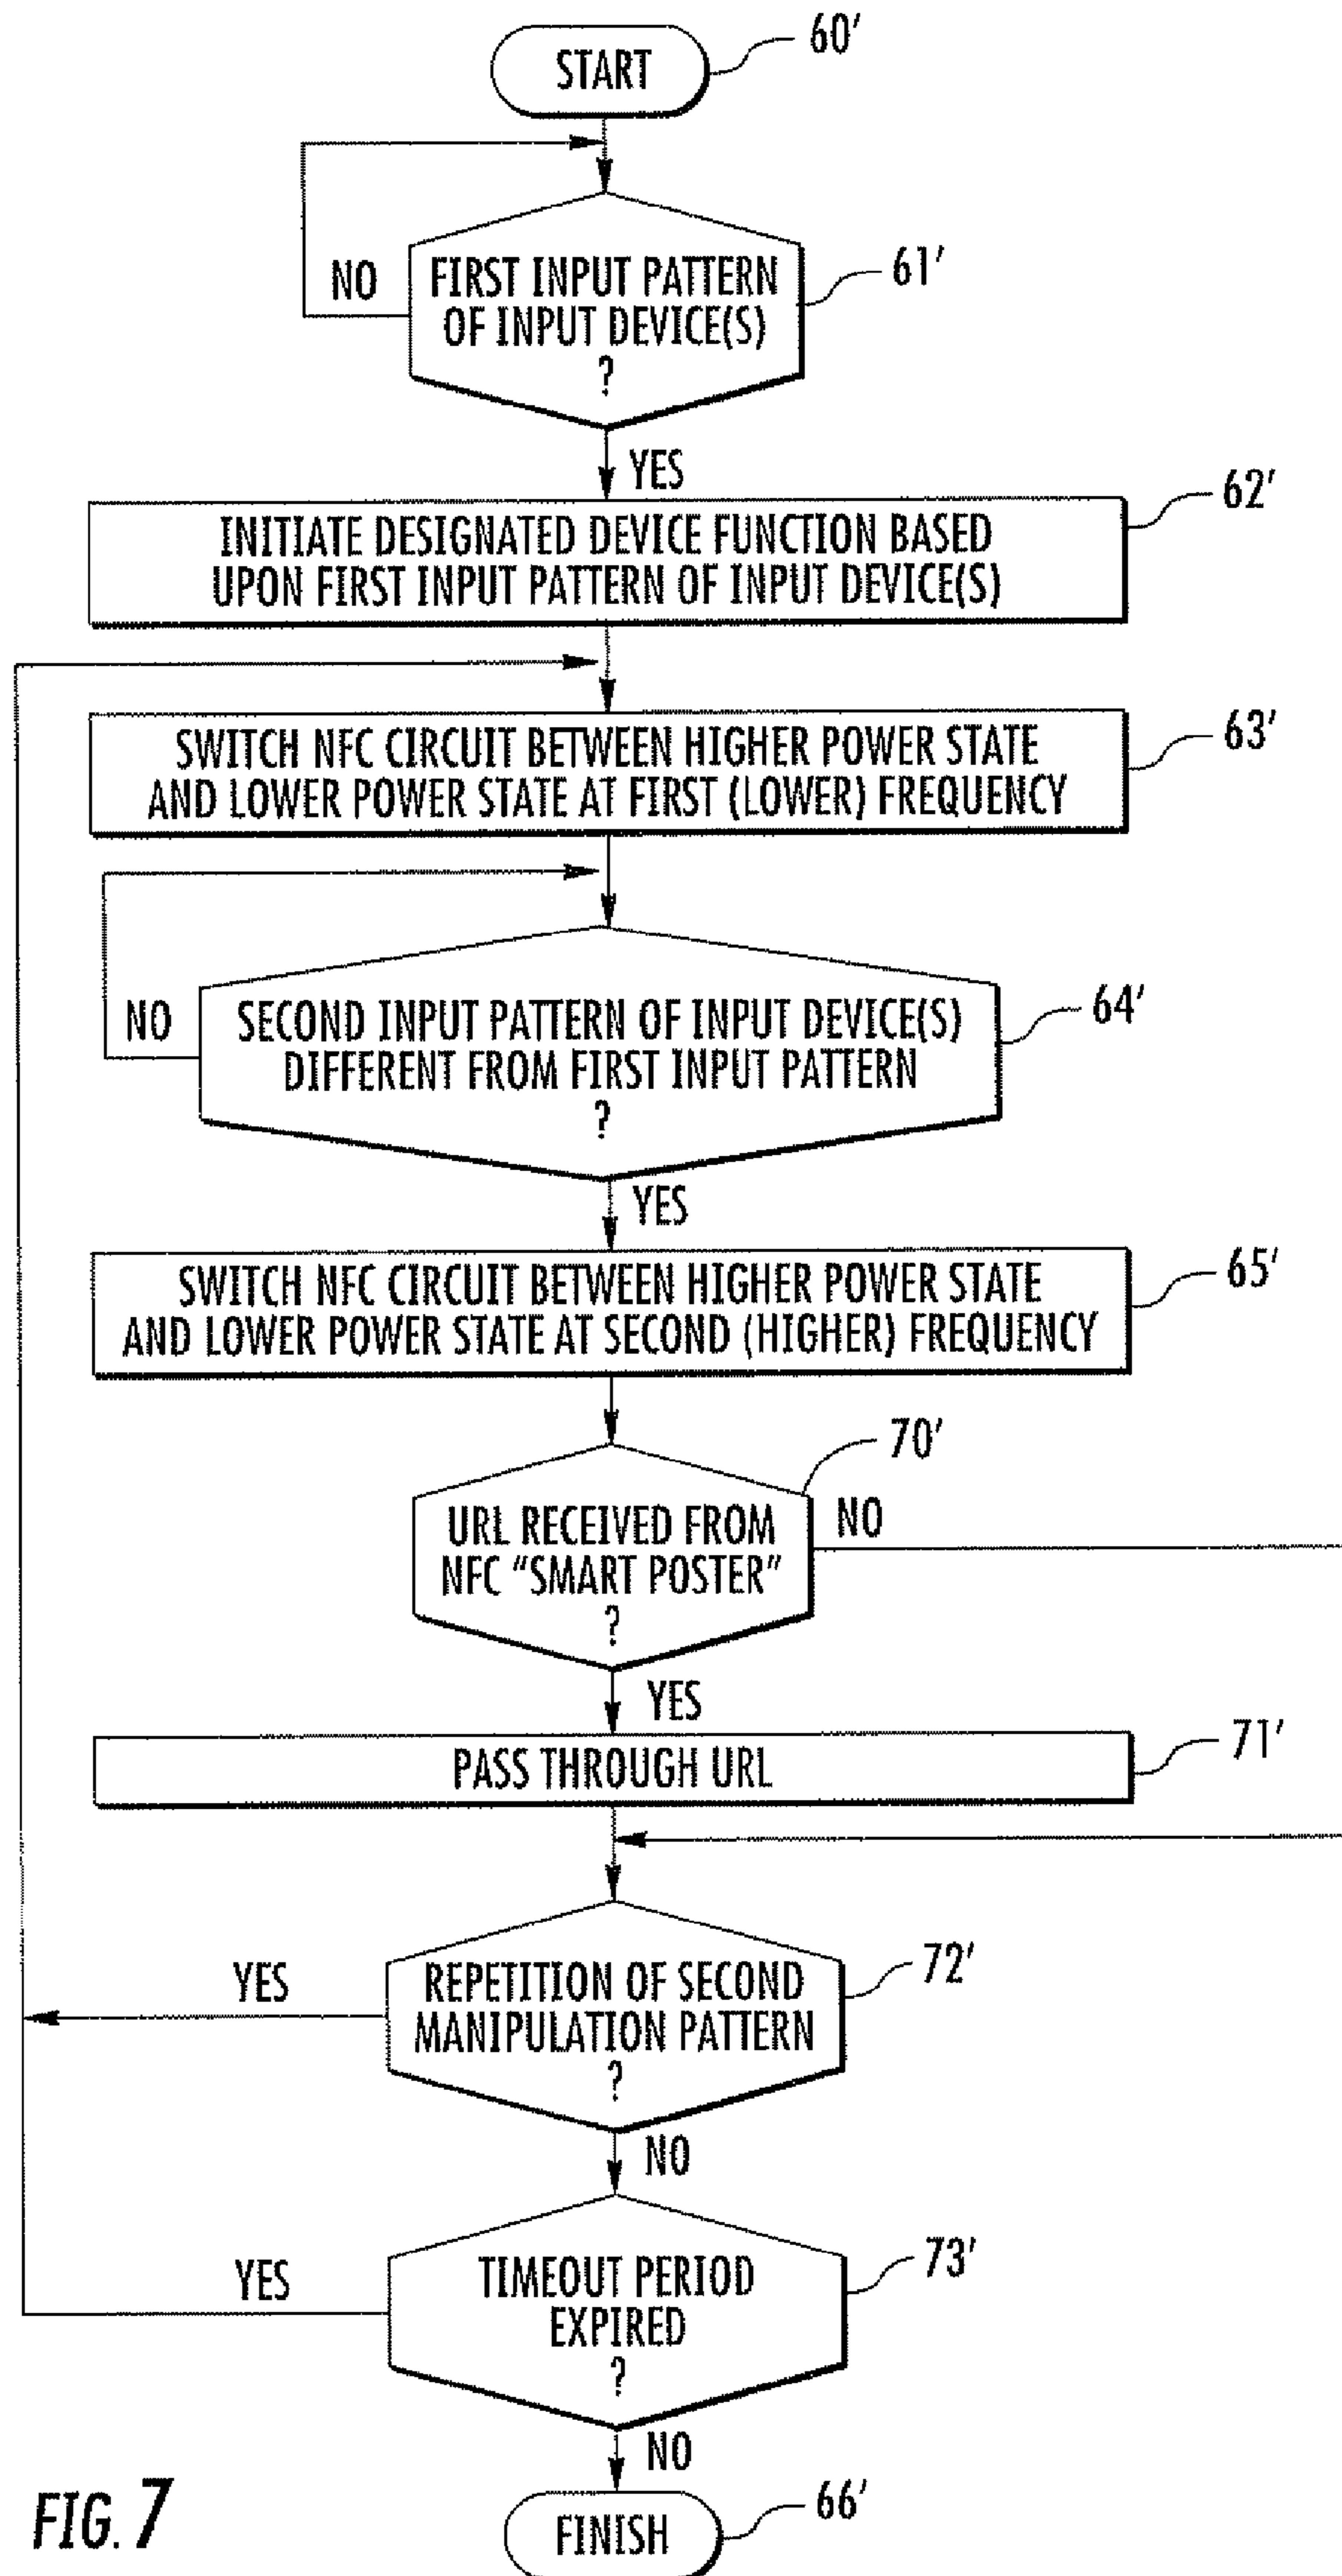 START
60'
NO
FIRST INPUT PATTERN
OF INPUT DEVICE(S)
?
61'
YES
INITIATE DESIGNATED DEVICE FUNCTION BASED
UPON FIRST INPUT PATTERN OF INPUT DEVICE(S)
62'
SWITCH NFC CIRCUIT BETWEEN HIGHER POWER STATE
AND LOWER POWER STATE AT FIRST (LOWER) FREQUENCY
63'
NO
SECOND INPUT PATTERN OF INPUT DEVICE(S)
DIFFERENT FROM FIRST INPUT PATTERN
?
64'
YES
SWITCH NFC CIRCUIT BETWEEN HIGHER POWER STATE
AND LOWER POWER STATE AT SECOND (HIGHER) FREQUENCY
65'
URL RECEIVED FROM
NFC "SMART POSTER"
?
70'
NO
YES
PASS THROUGH URL
71'
YES
REPETITION OF SECOND
MANIPULATION PATTERN
?
72'
NO
YES
TIMEOUT PERIOD
EXPIRED
?
73'
NO
FINISH
66'
FIG. 7